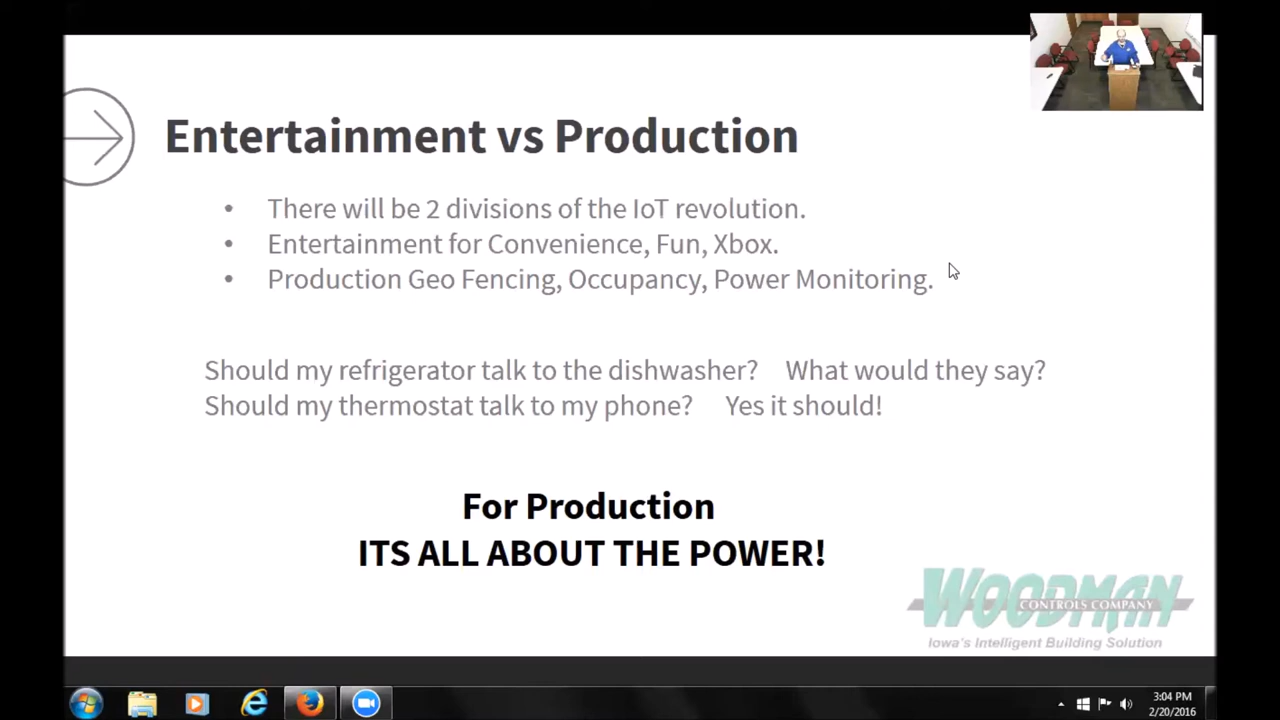 Entertainment vs Production
• There will be 2 divisions of the IoT revolution.
• Entertainment for Convenience, Fun, Xbox.
• Production Geo Fencing, Occupancy, Power Monitoring.
Should my refrigerator talk to the dishwasher? What would they say?
Should my thermostat talk to my phone? Yes it should!
For Production
ITS ALL ABOUT THE POWER!
WOODMAN
CONTROLS COMPANY
Iowa's Intelligent Building Solution
3:04 PM
2/20/2016